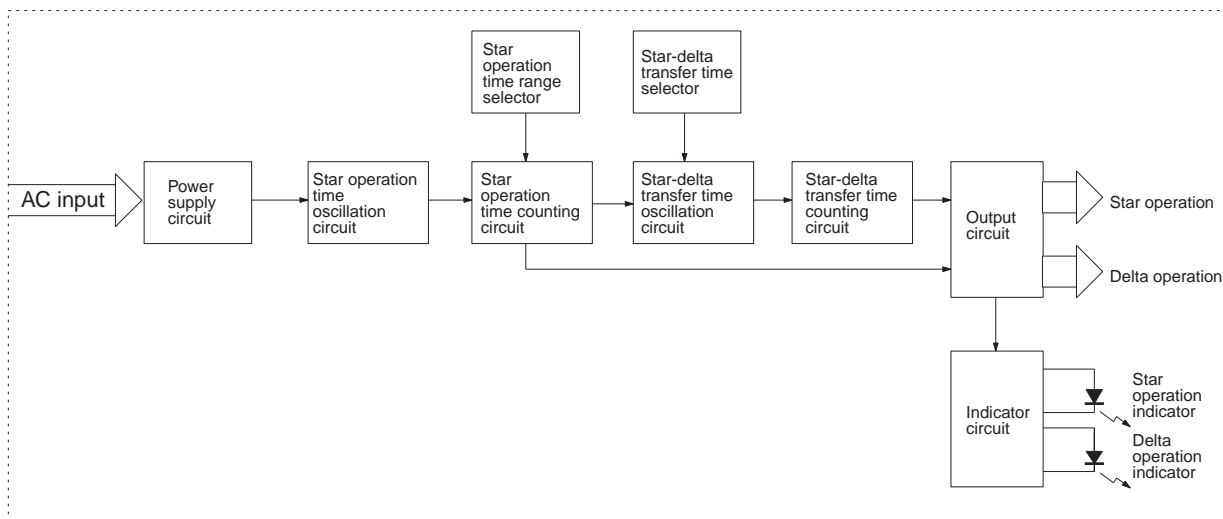 Star
operation
time range
selector
Star-delta
transfer time
selector
AC input
Power
supply
circuit
Star operation
time
oscillation
circuit
Star
operation
time counting
circuit
Star-delta
transfer time
oscillation
circuit
Star-delta
transfer time
counting
circuit
Output
circuit
Star operation
Delta operation
Indicator
circuit
Star
operation
indicator
Delta
operation
indicator